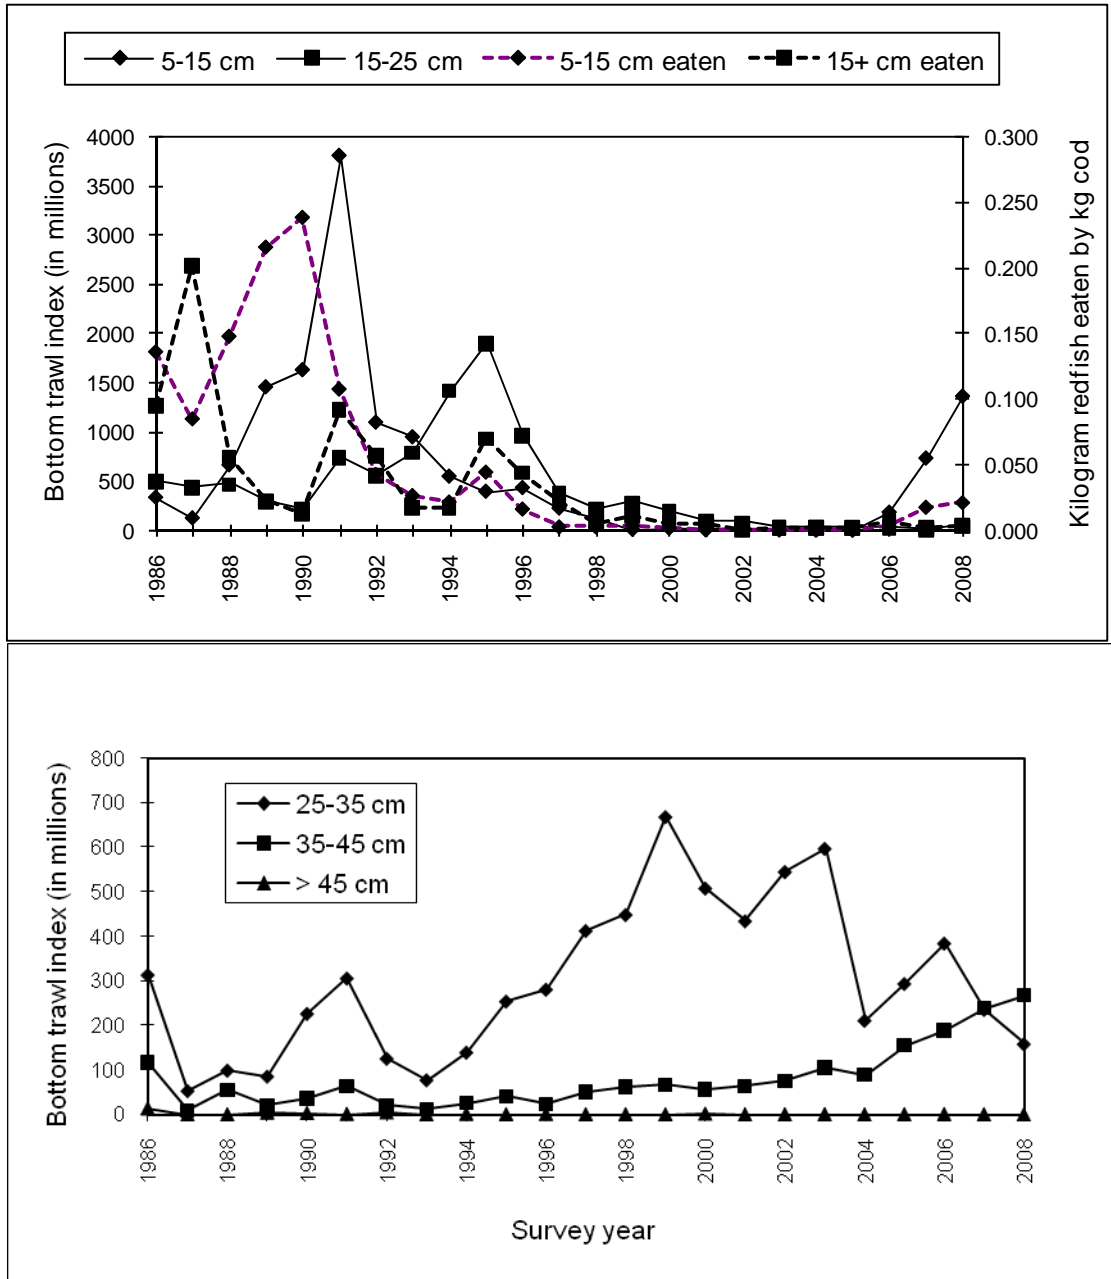 5-15 cm 15-25 cm 5-15 cm eaten 15+ cm eaten
Bottom trawl index (in millions)
4000
3500
3000
2500
2000
1500
1000
500
0
0.300
0.250
0.200
0.150
0.100
0.050
0.000
Kilogram redfish eaten by kg cod
1986 1988 1990 1992 1994 1996 1998 2000 2002 2004 2006 2008
Bottom trawl index (in millions)
800
700
600
500
400
300
200
100
0
25-35 cm
35-45 cm
> 45 cm
1986 1988 1990 1992 1994 1996 1998 2000 2002 2004 2006 2008
Survey year